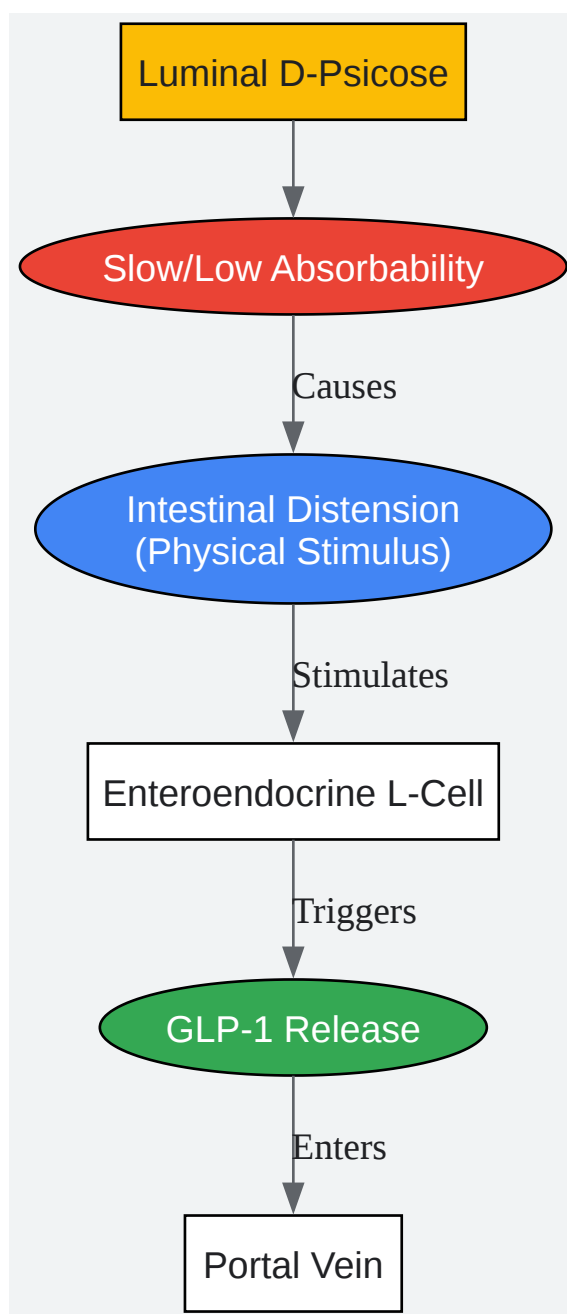 Luminal D-Psicose
Slow/Low Absorbability
Causes
Intestinal Distension
(Physical Stimulus)
Stimulates
Enteroendocrine L-Cell
Triggers
GLP-1 Release
Enters
Portal Vein